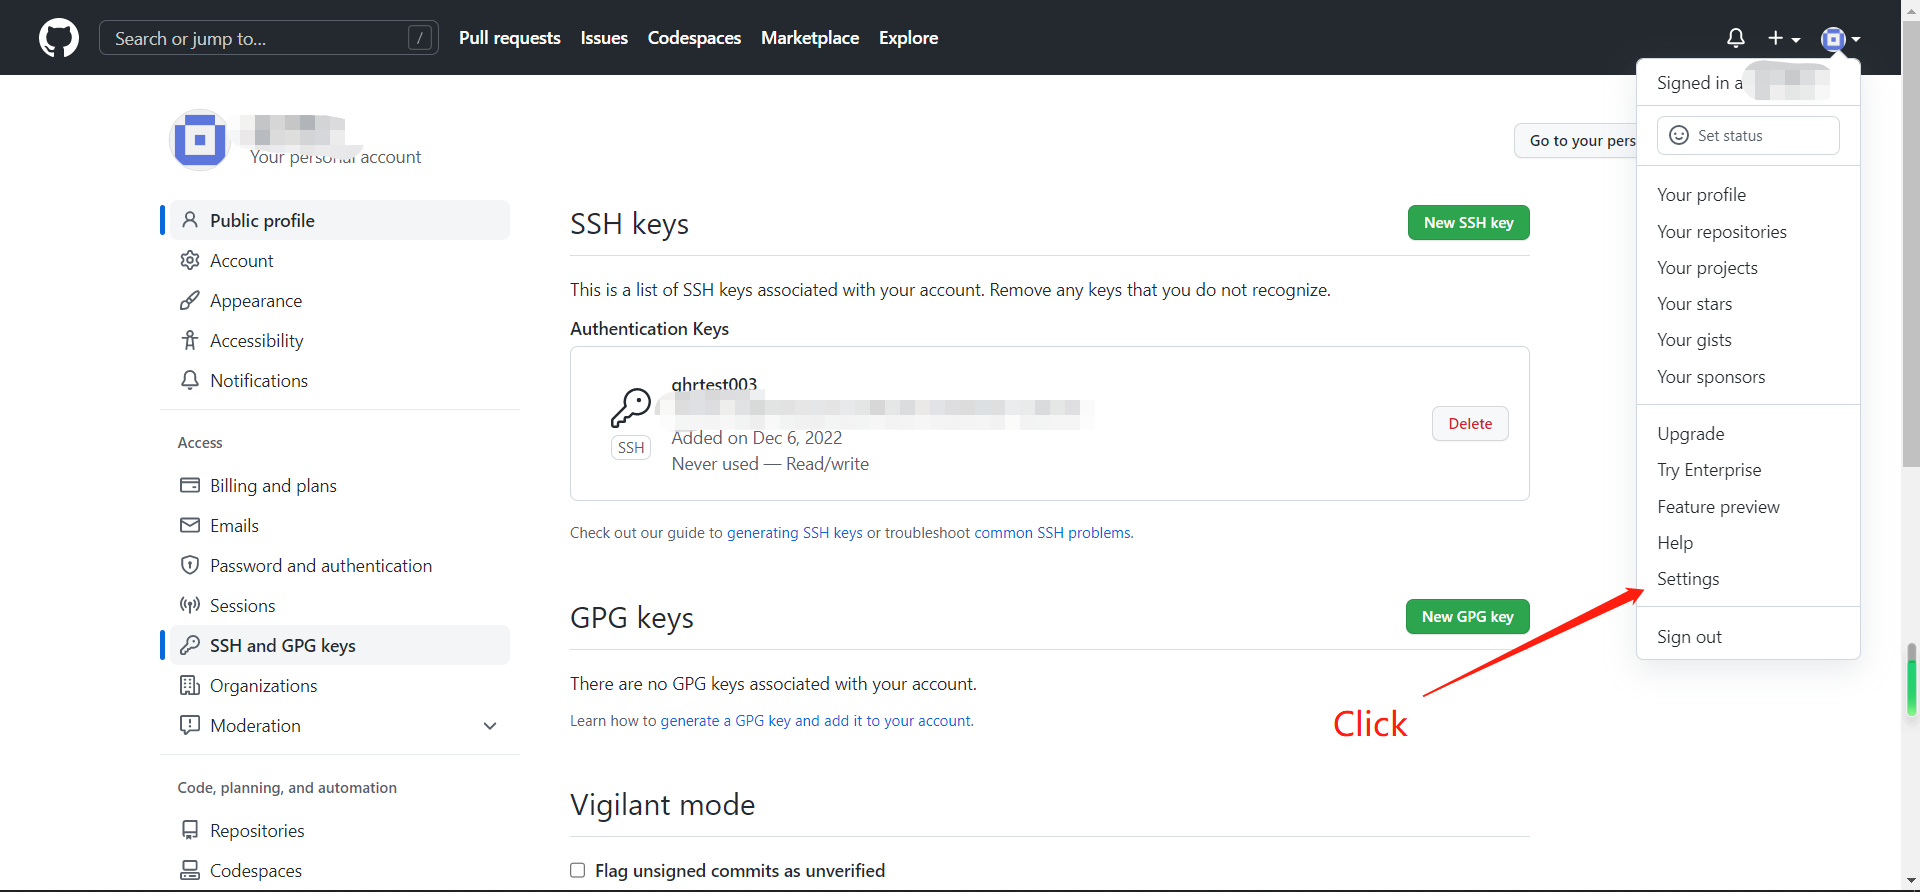 Search or jump to... /
Pull requests Issues Codespaces Marketplace Explore
Signed in a
Set status
Your profile
Your repositories
Your projects
Your stars
Your gists
Your sponsors
Upgrade
Try Enterprise
Feature preview
Help
Settings
Sign out
Your personal account
Go to your pers
Public profile
Account
Appearance
Accessibility
Notifications
Access
Billing and plans
Emails
Password and authentication
Sessions
SSH and GPG keys
Organizations
Moderation
Code, planning, and automation
Repositories
Codespaces
SSH keys
New SSH key
This is a list of SSH keys associated with your account. Remove any keys that you do not recognize.
Authentication Keys
qhrtest003
SSH
Added on Dec 6, 2022
Never used — Read/write
Delete
Check out our guide to generating SSH keys or troubleshoot common SSH problems.
GPG keys
New GPG key
There are no GPG keys associated with your account.
Learn how to generate a GPG key and add it to your account.
Click
Vigilant mode
Flag unsigned commits as unverified